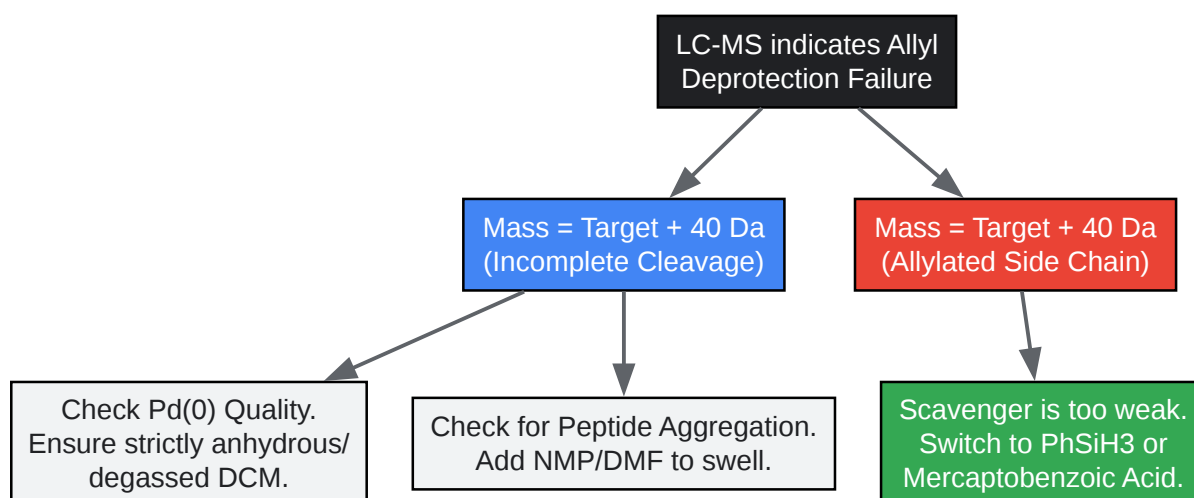 LC-MS indicates Allyl
Deprotection Failure
Mass = Target + 40 Da
(Incomplete Cleavage)
Mass = Target + 40 Da
(Allylated Side Chain)
Check Pd(0) Quality.
Ensure strictly anhydrous/
degassed DCM.
Check for Peptide Aggregation.
Add NMP/DMF to swell.
Scavenger is too weak.
Switch to PhSiH3 or
Mercaptobenzoic Acid.